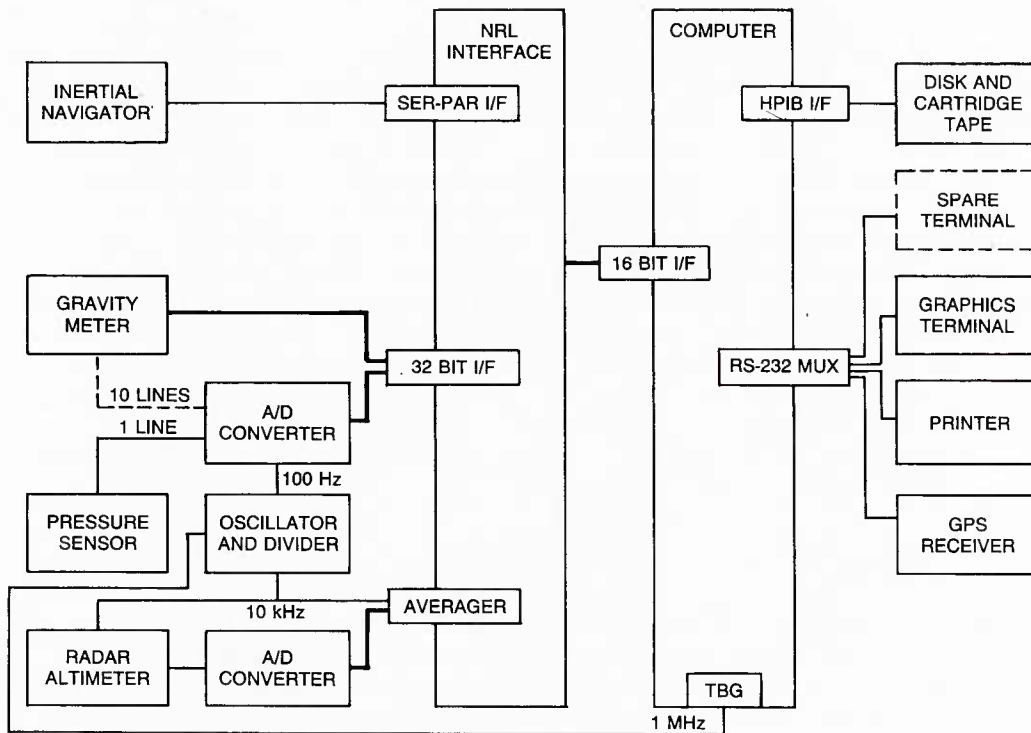 NRL
INTERFACE
COMPUTER
INERTIAL
NAVIGATOR
SER-PAR I/F
HPIB I/F
DISK AND
CARTRIDGE
TAPE
SPARE
TERMINAL
16 BIT I/F
GRAVITY
METER
GRAPHICS
TERMINAL
32 BIT I/F
RS-232 MUX
10 LINES
A/D
CONVERTER
1 LINE
PRINTER
100 Hz
PRESSURE
SENSOR
OSCILLATOR
AND DIVIDER
GPS
RECEIVER
AVERAGER
10 kHz
RADAR
ALTIMETER
A/D
CONVERTER
TBG
1 MHz